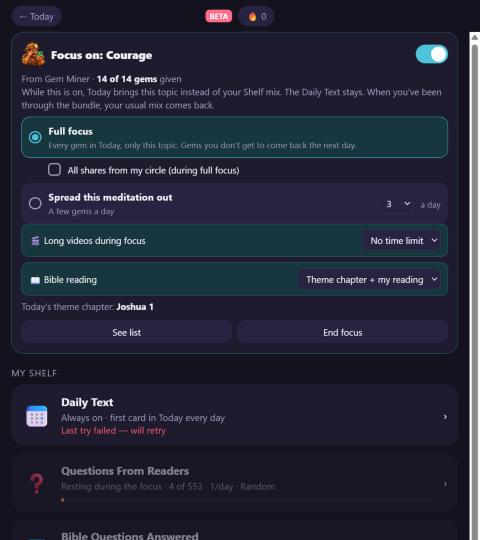 ← Today
BETA
🔥 0
Focus on: Courage
From Gem Miner · 14 of 14 gems given
While this is on, Today brings this topic instead of your Shelf mix. The Daily Text stays. When you've been
through the bundle, your usual mix comes back.
Full focus
Every gem in Today, only this topic. Gems you don't get to come back the next day.
All shares from my circle (during full focus)
Spread this meditation out
A few gems a day
3
a day
Long videos during focus
No time limit
Bible reading
Theme chapter + my reading
Today's theme chapter: Joshua 1
See list
End focus
MY SHELF
Daily Text
Always on · first card in Today every day
Last try failed — will retry
Questions From Readers
Resting during the focus · 4 of 553 · 1/day · Random
Bible Questions Answered